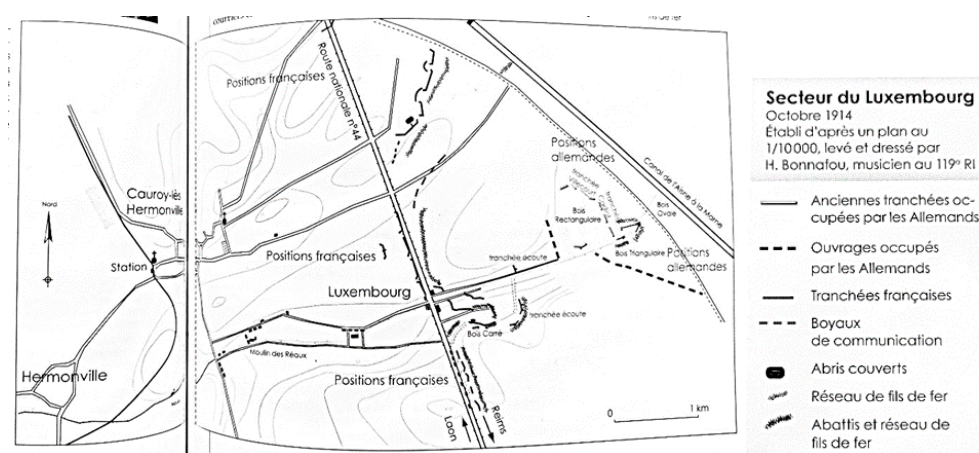 fils de fer
Positions françaises
Route nationale n°44
Positions
allemandes
Canal de l'Aisne à la Marne
Cauroy-lès
Hermonville
Nord
Bois
Rectangulaire
Bois
Ovale
Bois Triangulaire
Positions
allemandes
Station
Positions françaises
tranchée écoute
Luxembourg
tranchée écoute
Bois Carré
Moulin des Réaux
Hermonville
Positions françaises
Laon
Reims
0
1 km
Secteur du Luxembourg
Octobre 1914
Établi d'après un plan au
1/10000, levé et dressé par
H. Bonnafou, musicien au 119e RI
Anciennes tranchées oc-
cupées par les Allemands
Ouvrages occupés
par les Allemands
Tranchées françaises
Boyaux
de communication
Abris couverts
Réseau de fils de fer
Abattis et réseau de
fils de fer